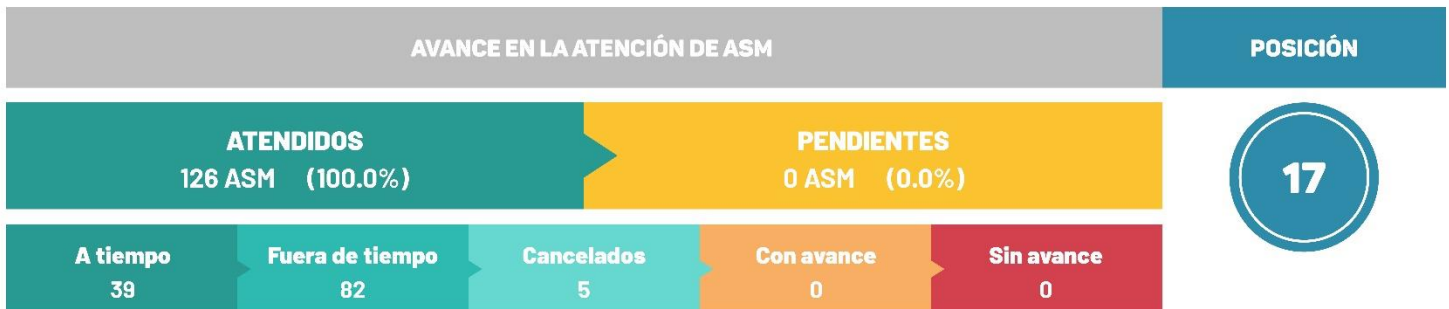 AVANCE EN LA ATENCIÓN DE ASM
POSICIÓN
ATENDIDOS
126 ASM (100.0%)
PENDIENTES
0 ASM (0.0%)
17
A tiempo
39
Fuera de tiempo
82
Cancelados
5
Con avance
0
Sin avance
0